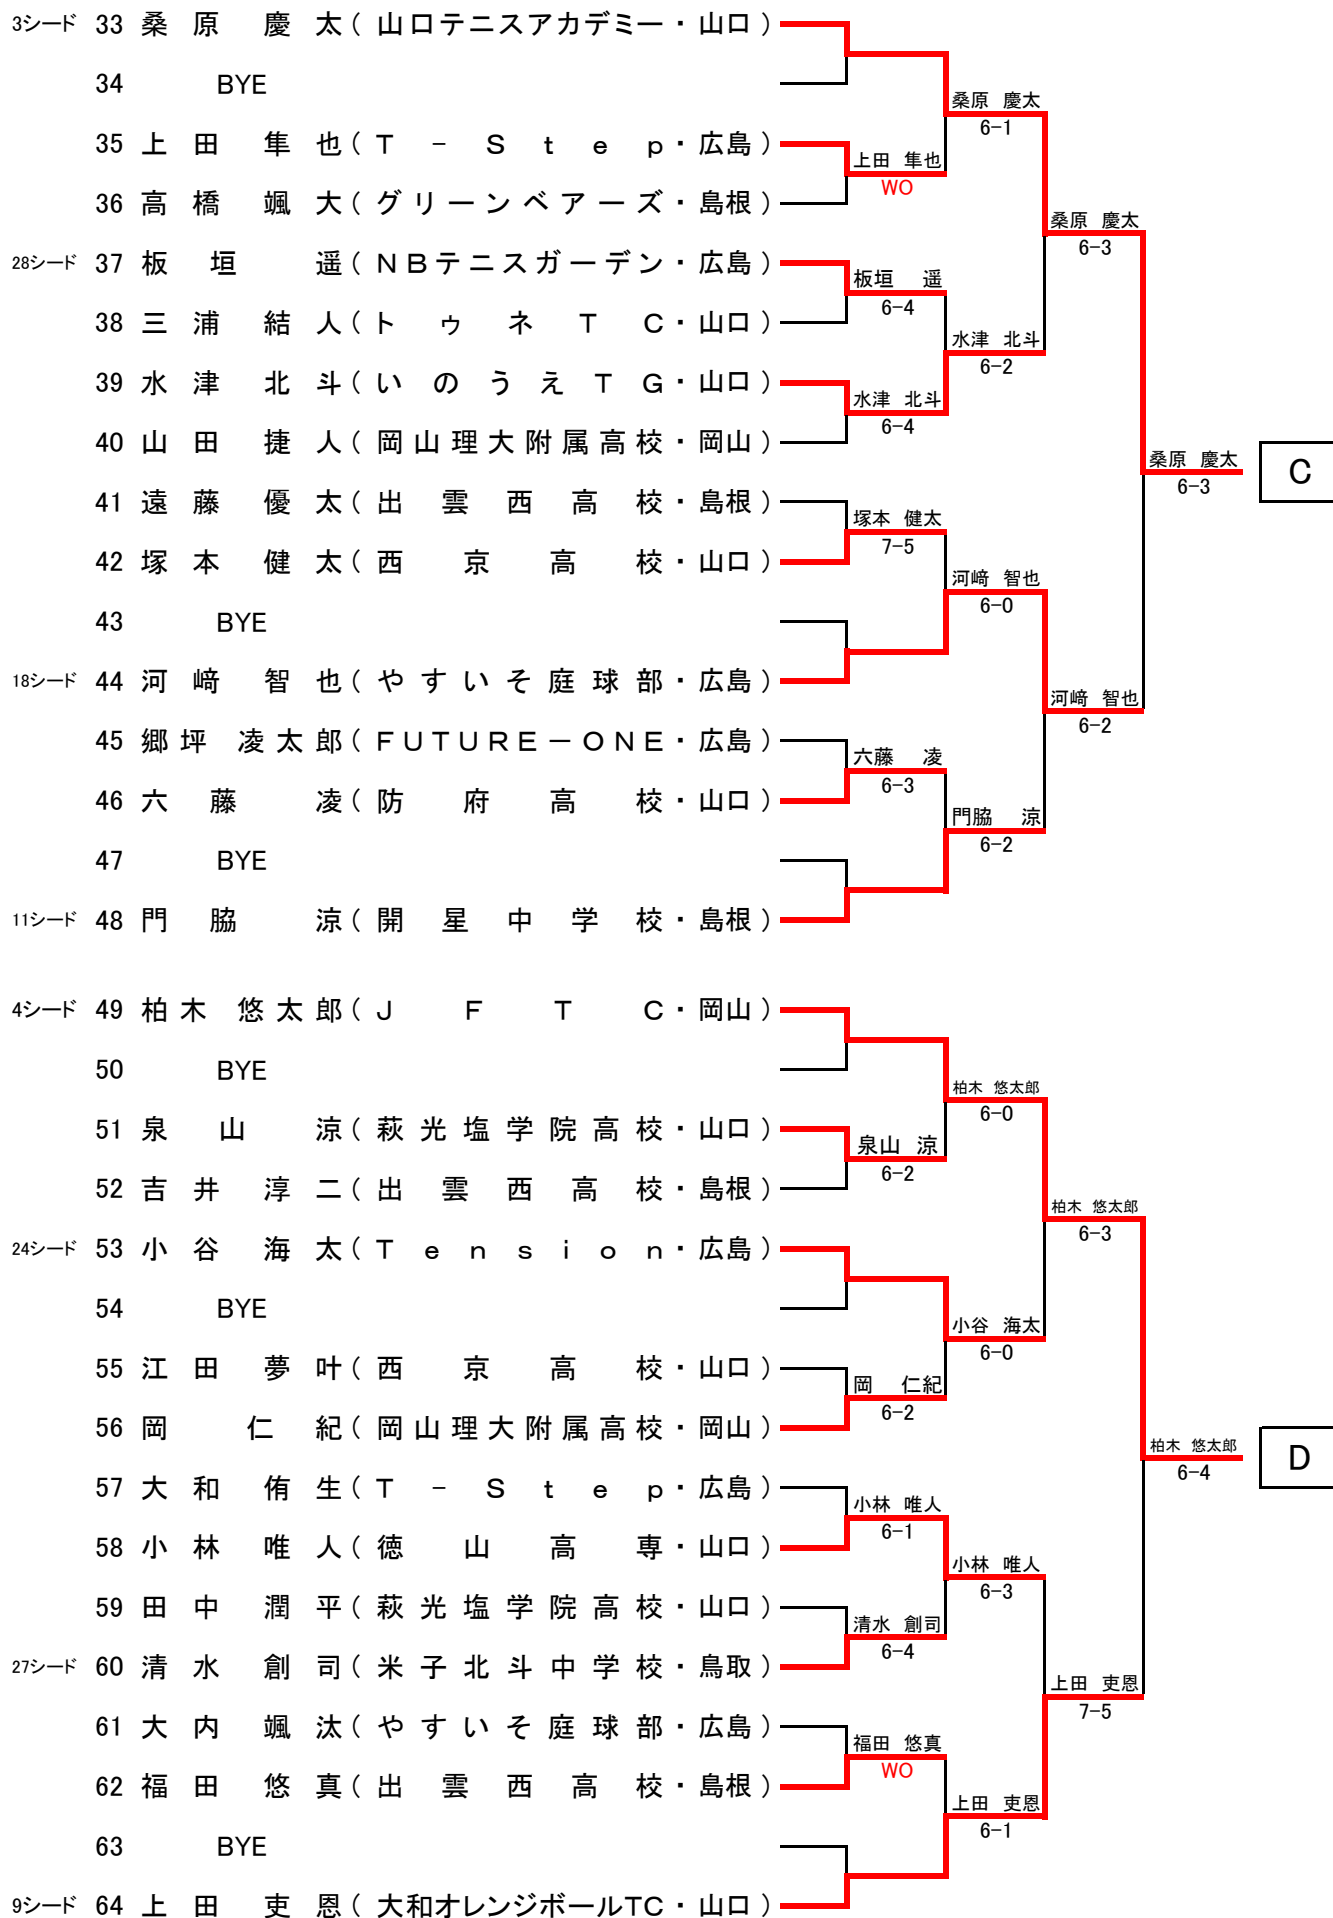 3シード 33 桑原 慶太(山口テニスアカデミー・山口)
34 BYE
桑原 慶太
6-1
35 上田 隼也(T-Step・広島)
上田 隼也
WO
36 高橋 颯大(グリーンベアーズ・島根)
桑原 慶太
6-3
28シード 37 板垣 遥(NBテニスガーデン・広島)
板垣 遥
6-4
38 三浦 結人(トゥネTC・山口)
水津 北斗
6-2
39 水津 北斗(いのうえTG・山口)
水津 北斗
6-4
40 山田 捷人(岡山理大附属高校・岡山)
桑原 慶太
6-3
C
41 遠藤 優太(出雲西高校・島根)
塚本 健太
7-5
42 塚本 健太(西京高校・山口)
河﨑 智也
6-0
43 BYE
18シード 44 河﨑 智也(やすいそ庭球部・広島)
河﨑 智也
6-2
45 郷坪 凌太郎(FUTURE-ONE・広島)
六藤 凌
6-3
46 六藤 凌(防府高校・山口)
門脇 涼
6-2
47 BYE
11シード 48 門脇 涼(開星中学校・島根)
4シード 49 柏木 悠太郎(JFTC・岡山)
50 BYE
柏木 悠太郎
6-0
51 泉山 涼(萩光塩学院高校・山口)
泉山 涼
6-2
52 吉井 淳二(出雲西高校・島根)
柏木 悠太郎
6-3
24シード 53 小谷 海太(Tension・広島)
54 BYE
小谷 海太
6-0
55 江田 夢叶(西京高校・山口)
岡 仁紀
6-2
56 岡 仁紀(岡山理大附属高校・岡山)
柏木 悠太郎
6-4
D
57 大和 侑生(T-Step・広島)
小林 唯人
6-1
58 小林 唯人(徳山高専・山口)
小林 唯人
6-3
59 田中 潤平(萩光塩学院高校・山口)
清水 創司
6-4
27シード 60 清水 創司(米子北斗中学校・鳥取)
上田 吏恩
7-5
61 大内 颯汰(やすいそ庭球部・広島)
福田 悠真
WO
62 福田 悠真(出雲西高校・島根)
上田 吏恩
6-1
63 BYE
9シード 64 上田 吏恩(大和オレンジボールTC・山口)